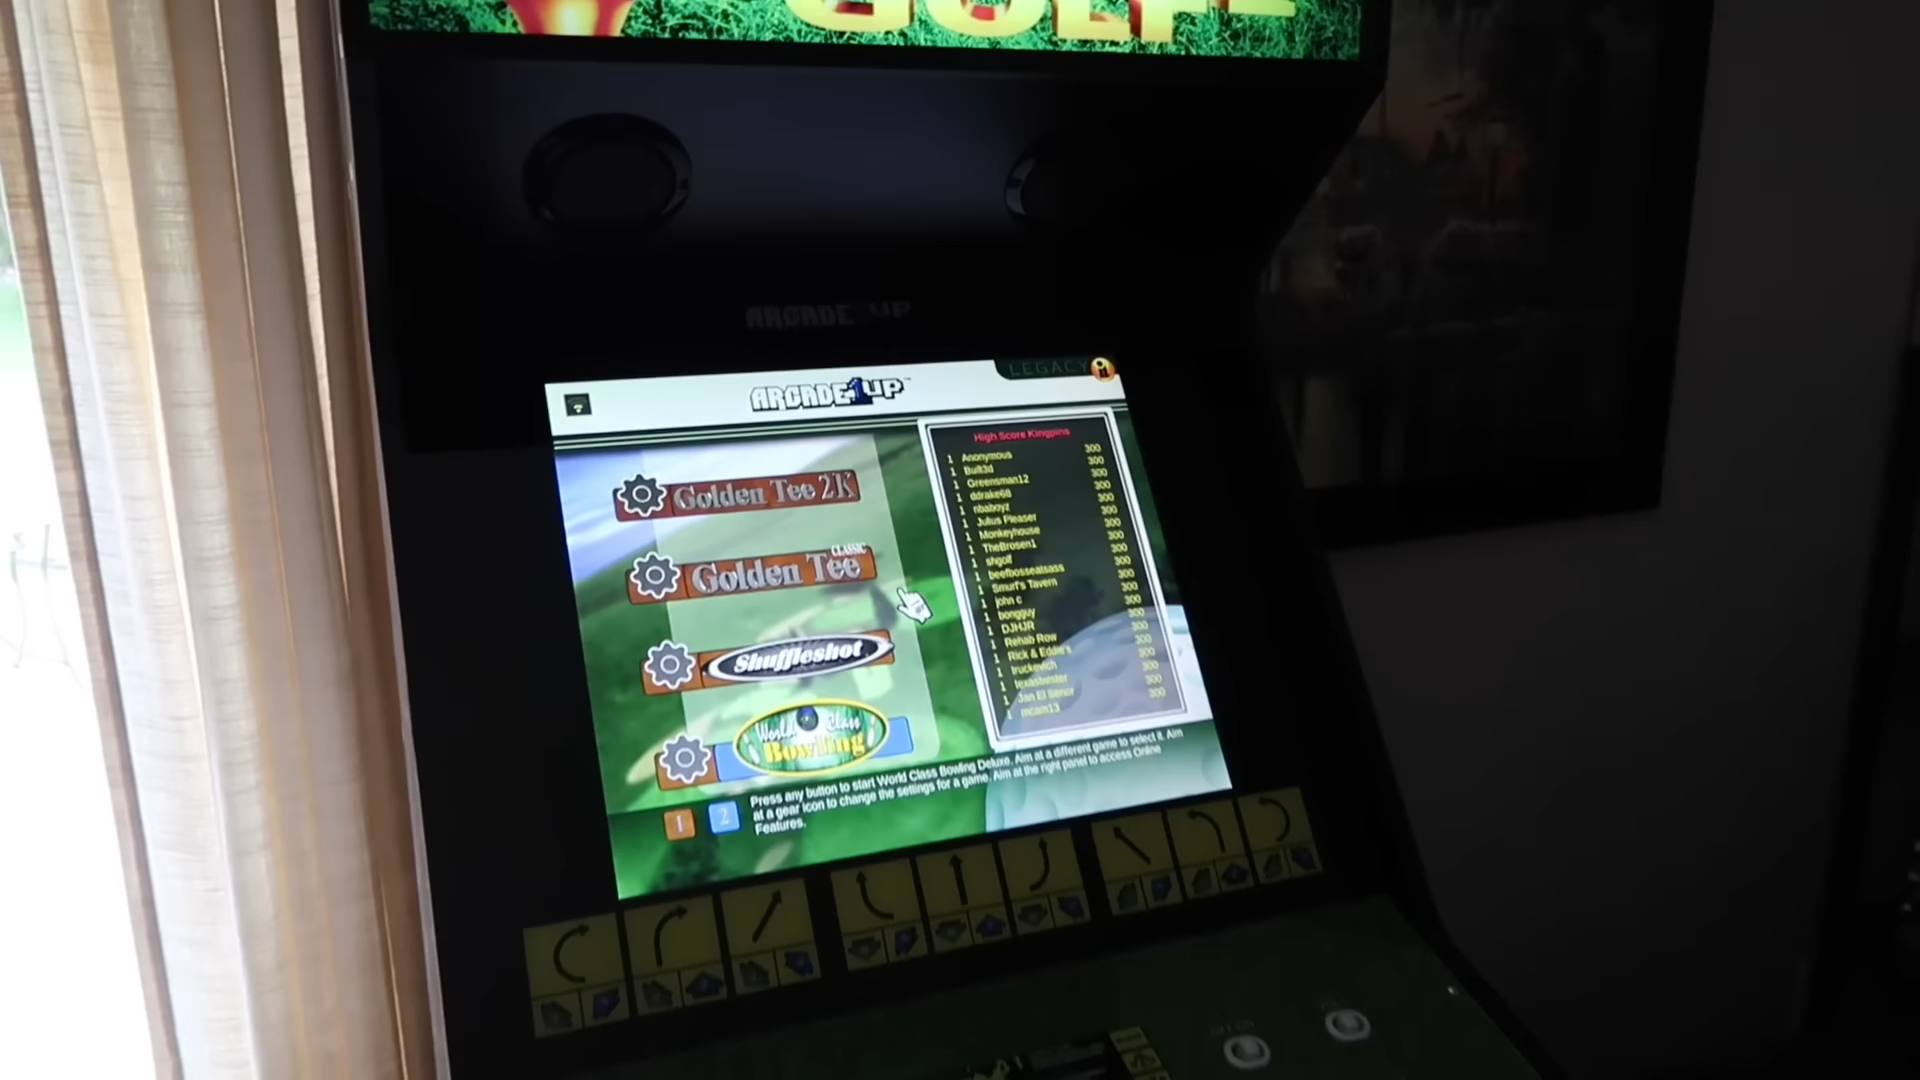 GOLF
ARCADE1UP
LEGACY
ARCADE1UP
Golden Tee 2K
Golden Tee CLASSIC
Shuffleshot
World Class
Bowling
High Score Kingpins
1 Anonymous 300
1 Built3d 300
1 Greensman12 300
1 ddrake68 300
1 nbaboyz 300
1 Julius Pleaser 300
1 Monkeyhouse 300
1 TheBrosen1 300
1 shgolf 300
1 beefbosseatsass 300
1 Smurf's Tavern 300
1 john c 300
1 bongguy 300
1 DJHJR 300
1 Rehab Row 300
1 Rick & Eddie's 300
1 truckevich 300
1 texasbester 300
1 Jan El Senor 300
1 mcam13 300
1 2
Press any button to start World Class Bowling Deluxe. Aim at a different game to select it. Aim
at a gear icon to change the settings for a game. Aim at the right panel to access Online
Features.